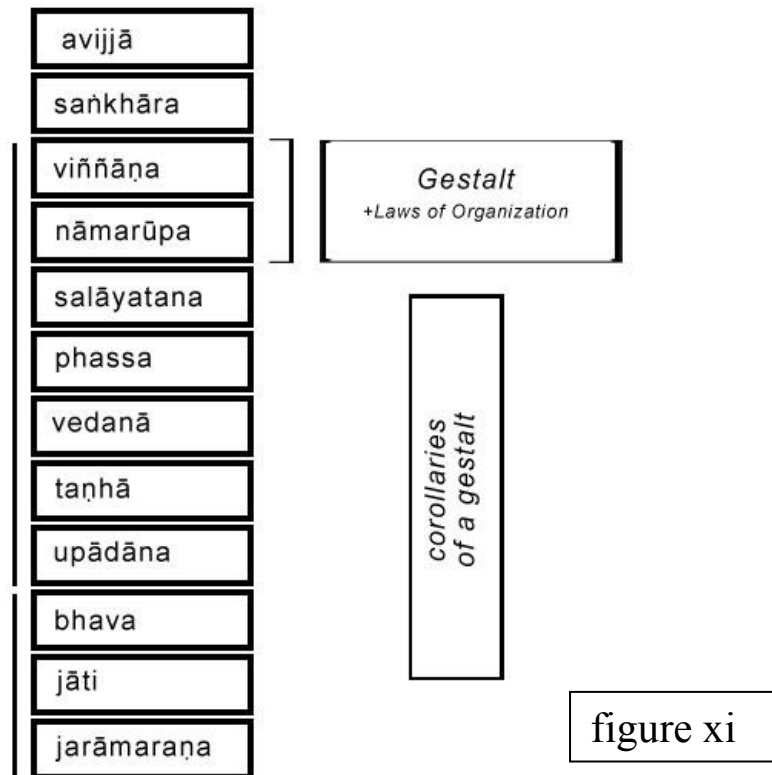 avijjā
saṅkhāra
viññāṇa
nāmarūpa
salāyatana
phassa
vedanā
taṇhā
upādāna
bhava
jāti
jarāmaraṇa
Gestalt
+Laws of Organization
corollaries
of a gestalt
figure xi